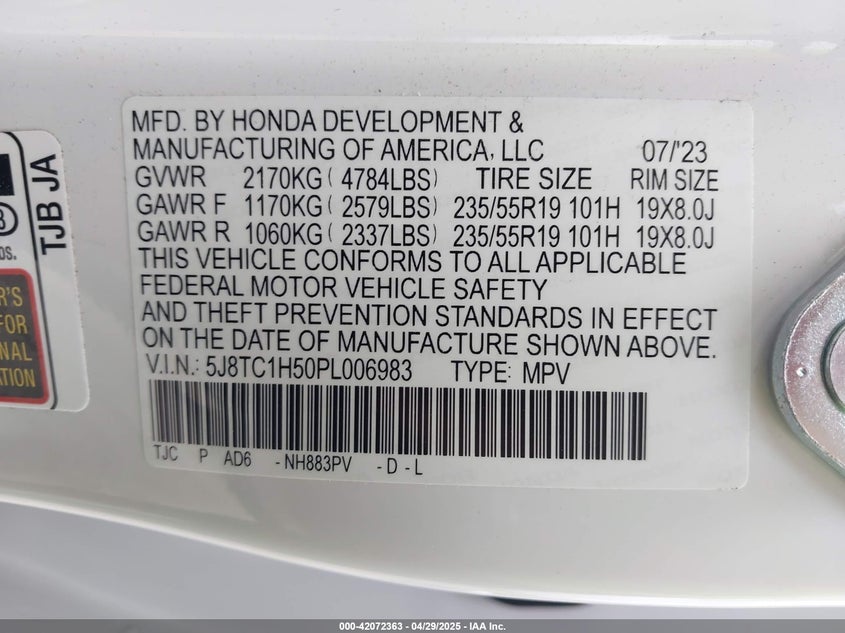 MFD. BY HONDA DEVELOPMENT &
MANUFACTURING OF AMERICA, LLC 07/'23
GVWR 2170KG ( 4784LBS) TIRE SIZE RIM SIZE
GAWR F 1170KG ( 2579LBS) 235/55R19 101H 19X8.0J
GAWR R 1060KG ( 2337LBS) 235/55R19 101H 19X8.0J
THIS VEHICLE CONFORMS TO ALL APPLICABLE
FEDERAL MOTOR VEHICLE SAFETY
AND THEFT PREVENTION STANDARDS IN EFFECT
ON THE DATE OF MANUFACTURE SHOWN ABOVE.
V.I.N.: 5J8TC1H50PL006983 TYPE: MPV
TJC P AD6 -NH883PV -D-L
TJB JA
FOR
000-42072363 | 04/29/2025 | IAA Inc.